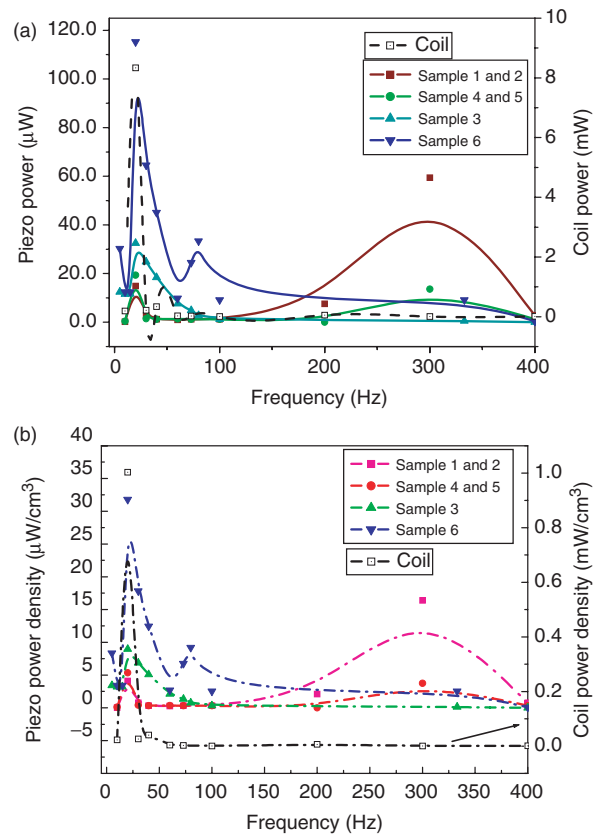 (a)
120.0
100.0
80.0
60.0
40.0
20.0
0.0
Piezo power (μW)
10
8
6
4
2
0
Coil power (mW)
Coil
Sample 1 and 2
Sample 4 and 5
Sample 3
Sample 6
0
100
200
300
400
Frequency (Hz)
(b)
40
35
30
25
20
15
10
5
0
−5
Piezo power density (μW/cm³)
1.0
0.8
0.6
0.4
0.2
0.0
Coil power density (mW/cm³)
Sample 1 and 2
Sample 4 and 5
Sample 3
Sample 6
Coil
0
50
100
150
200
250
300
350
400
Frequency (Hz)